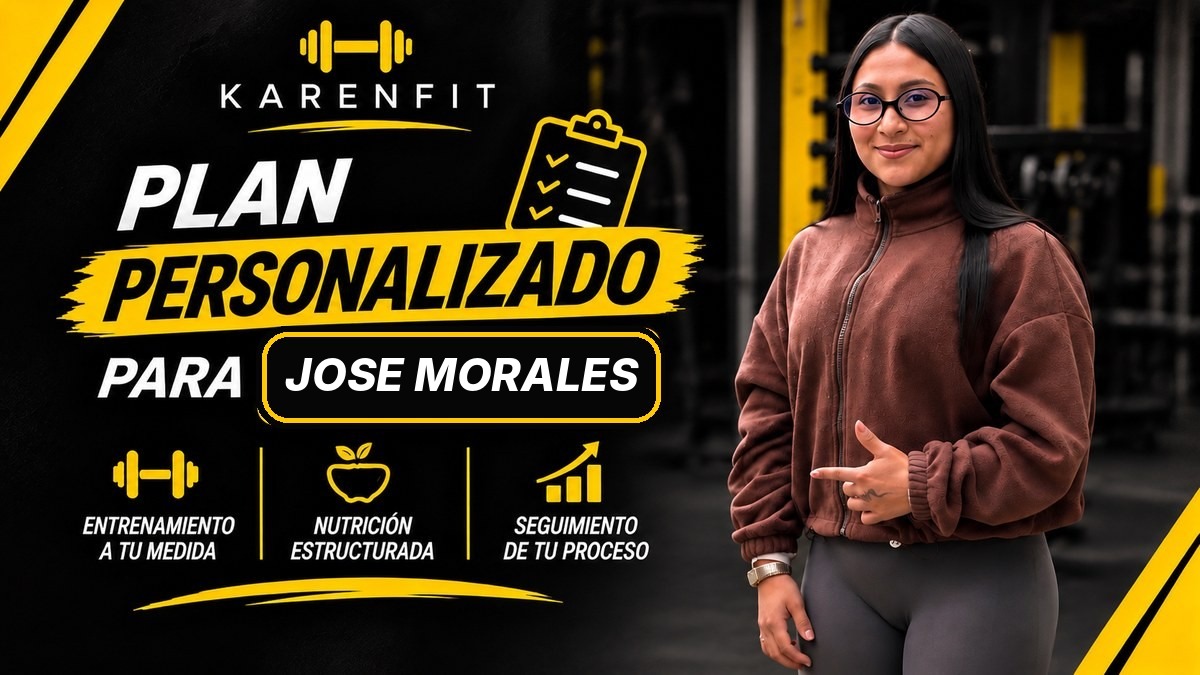 KARENFIT
PLAN
PERSONALIZADO
PARA JOSE MORALES
ENTRENAMIENTO
A TU MEDIDA
NUTRICIÓN
ESTRUCTURADA
SEGUIMIENTO
DE TU PROCESO